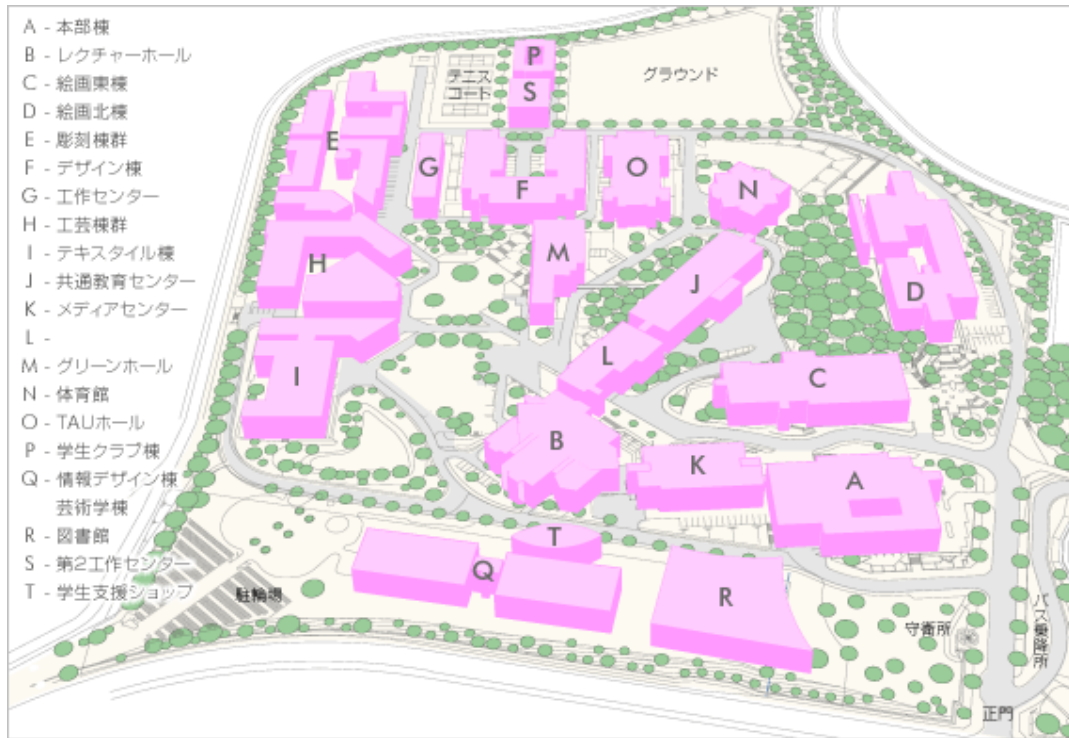 A - 本部棟
B - レクチャーホール
C - 絵画東棟
D - 絵画北棟
E - 彫刻棟群
F - デザイン棟
G - 工作センター
H - 工芸棟群
I - テキスタイル棟
J - 共通教育センター
K - メディアセンター
L -
M - グリーンホール
N - 体育館
O - TAUホール
P - 学生クラブ棟
Q - 情報デザイン棟
芸術学棟
R - 図書館
S - 第2工作センター
T - 学生支援ショップ
P
テニス
コート
グラウンド
S
E
G
F
O
N
M
H
J
D
L
I
C
B
K
A
T
Q
R
駐輪場
守衛所
バス乗降所
正門